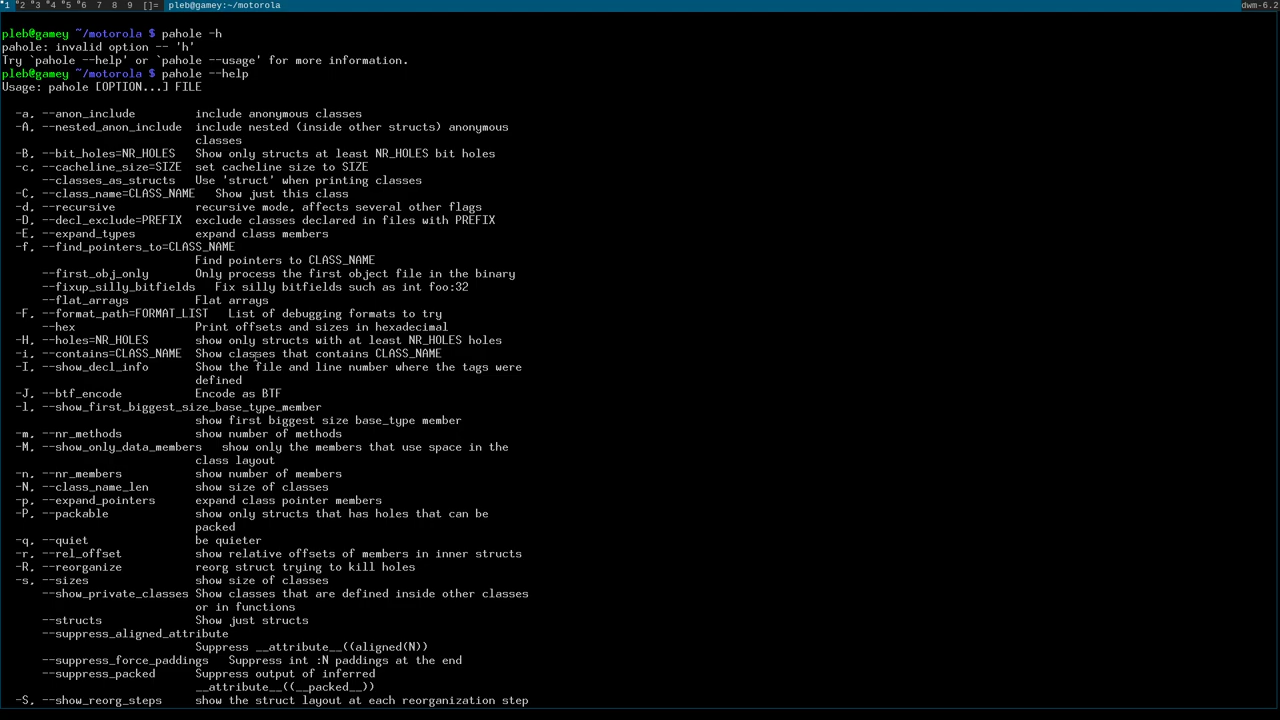 1 2 3 4 5 6 7 8 9 []= pleb@gamey:~/motorola dwm-6.2
pleb@gamey ~/motorola $ pahole -h
pahole: invalid option -- 'h'
Try `pahole --help' or `pahole --usage' for more information.
pleb@gamey ~/motorola $ pahole --help
Usage: pahole [OPTION...] FILE
-a, --anon_include include anonymous classes
-A, --nested_anon_include include nested (inside other structs) anonymous
classes
-B, --bit_holes=NR_HOLES Show only structs at least NR_HOLES bit holes
-c, --cacheline_size=SIZE set cacheline size to SIZE
--classes_as_structs Use 'struct' when printing classes
-C, --class_name=CLASS_NAME Show just this class
-d, --recursive recursive mode, affects several other flags
-D, --decl_exclude=PREFIX exclude classes declared in files with PREFIX
-E, --expand_types expand class members
-f, --find_pointers_to=CLASS_NAME
Find pointers to CLASS_NAME
--first_obj_only Only process the first object file in the binary
--fixup_silly_bitfields Fix silly bitfields such as int foo:32
--flat_arrays Flat arrays
-F, --format_path=FORMAT_LIST List of debugging formats to try
--hex Print offsets and sizes in hexadecimal
-H, --holes=NR_HOLES show only structs with at least NR_HOLES holes
-i, --contains=CLASS_NAME Show classes that contains CLASS_NAME
-I, --show_decl_info Show the file and line number where the tags were
defined
-J, --btf_encode Encode as BTF
-l, --show_first_biggest_size_base_type_member
show first biggest size base_type member
-m, --nr_methods show number of methods
-M, --show_only_data_members show only the members that use space in the
class layout
-n, --nr_members show number of members
-N, --class_name_len show size of classes
-p, --expand_pointers expand class pointer members
-P, --packable show only structs that has holes that can be
packed
-q, --quiet be quieter
-r, --rel_offset show relative offsets of members in inner structs
-R, --reorganize reorg struct trying to kill holes
-s, --sizes show size of classes
--show_private_classes Show classes that are defined inside other classes
or in functions
--structs Show just structs
--suppress_aligned_attribute
Suppress __attribute__((aligned(N))
--suppress_force_paddings Suppress int :N paddings at the end
--suppress_packed Suppress output of inferred
__attribute__((__packed__))
-S, --show_reorg_steps show the struct layout at each reorganization step